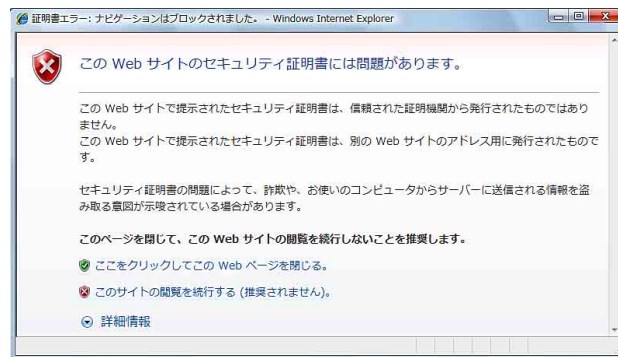 証明書エラー: ナビゲーションはブロックされました。 - Windows Internet Explorer
この Web サイトのセキュリティ証明書には問題があります。
この Web サイトで提示されたセキュリティ証明書は、信頼された証明機関から発行されたものではあり
ません。
この Web サイトで提示されたセキュリティ証明書は、別の Web サイトのアドレス用に発行されたもので
す。
セキュリティ証明書の問題によって、詐欺や、お使いのコンピュータからサーバーに送信される情報を盗
み取る意図が示唆されている場合があります。
このページを閉じて、この Web サイトの閲覧を続行しないことを推奨します。
ここをクリックしてこの Web ページを閉じる。
このサイトの閲覧を続行する (推奨されません)。
詳細情報